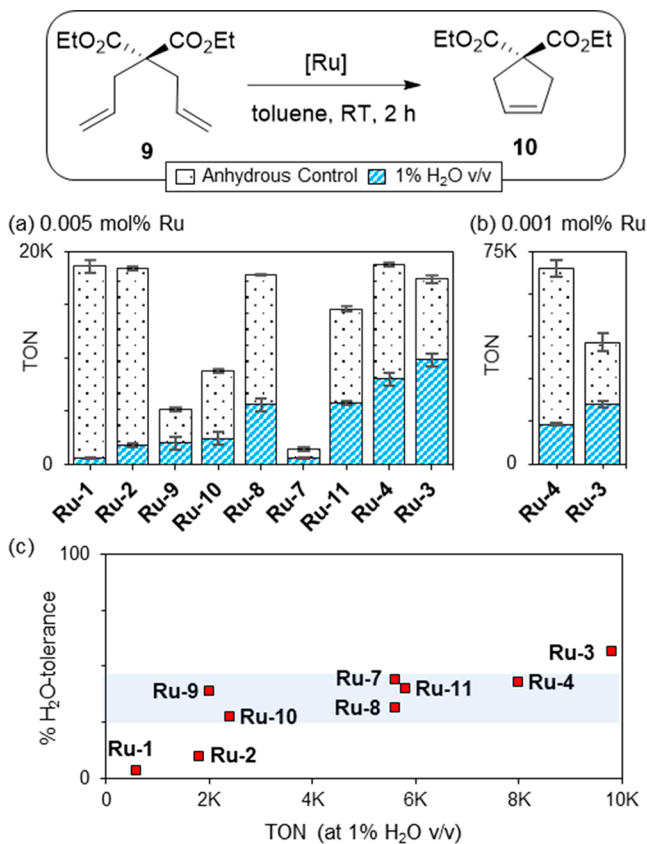 EtO2C CO2Et
9
[Ru]
toluene, RT, 2 h
EtO2C CO2Et
10
Anhydrous Control 1% H2O v/v
(a) 0.005 mol% Ru
20K
TON
0
Ru-1 Ru-2 Ru-9 Ru-10 Ru-8 Ru-7 Ru-11 Ru-4 Ru-3
(b) 0.001 mol% Ru
75K
TON
0
Ru-4 Ru-3
(c)
100
% H2O-tolerance
Ru-3
Ru-7
Ru-4
Ru-11
Ru-9
Ru-8
Ru-10
Ru-1
Ru-2
0
0 2K 4K 6K 8K 10K
TON (at 1% H2O v/v)